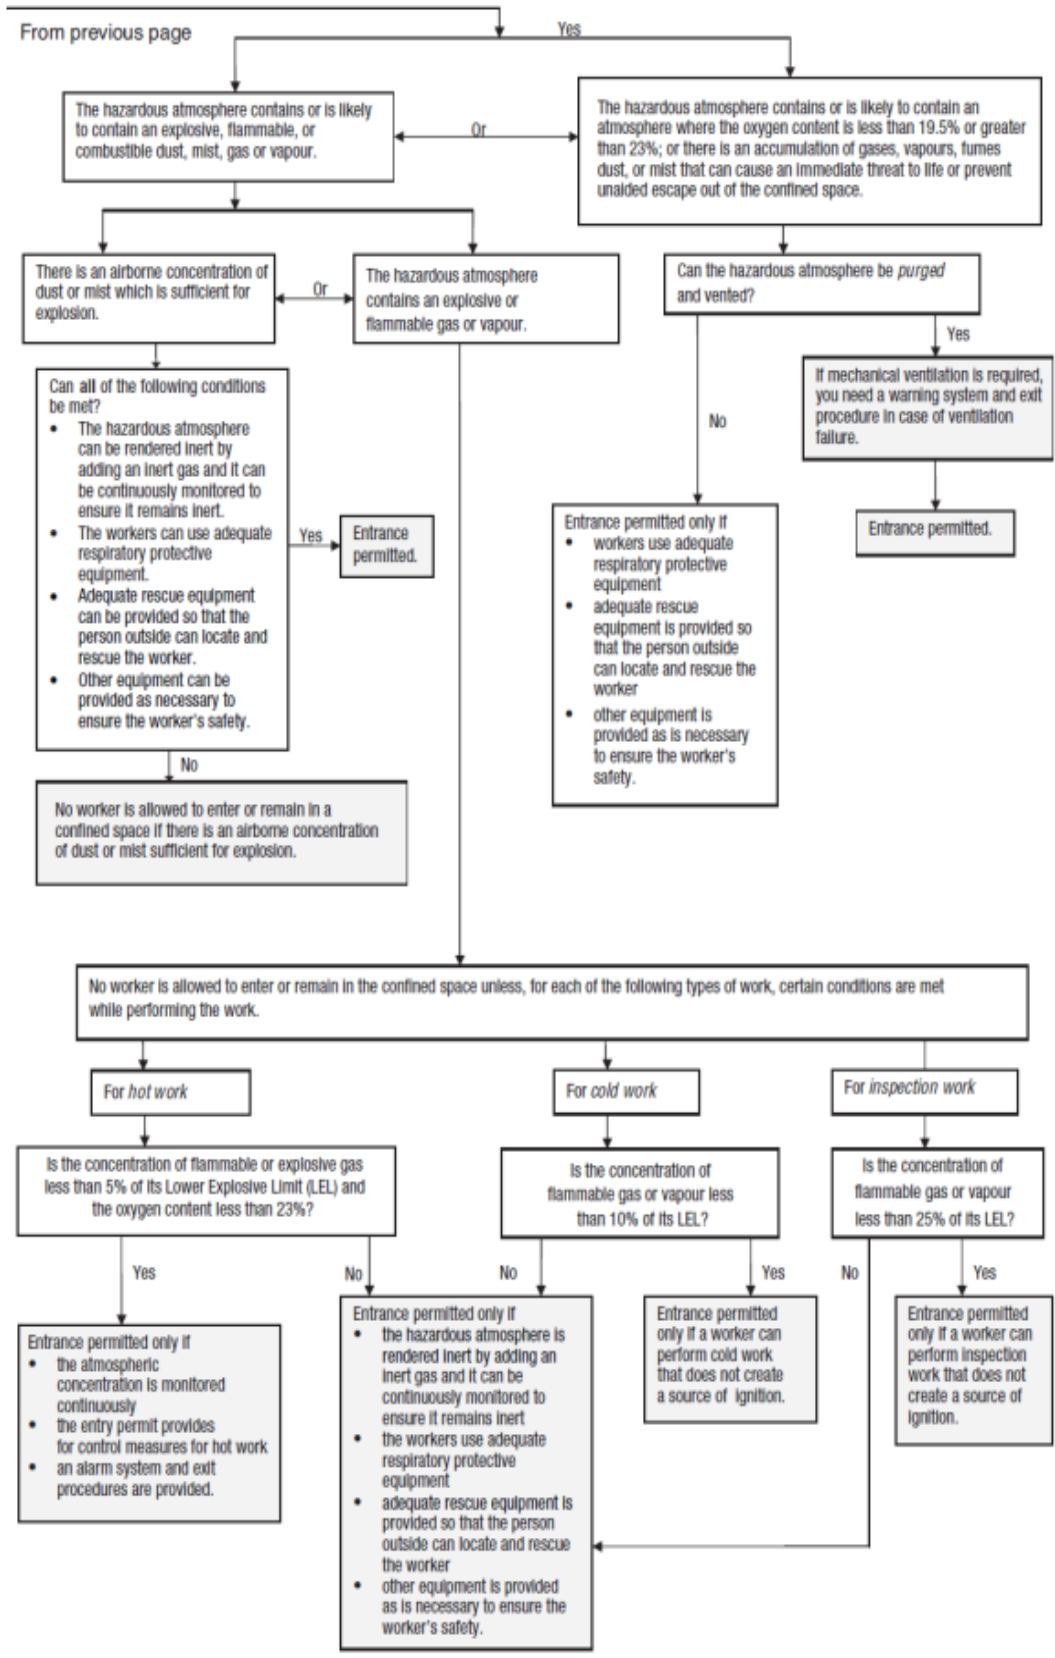 From previous page
Yes
The hazardous atmosphere contains or is likely
to contain an explosive, flammable, or
combustible dust, mist, gas or vapour.
Or
The hazardous atmosphere contains or is likely to contain an
atmosphere where the oxygen content is less than 19.5% or greater
than 23%; or there is an accumulation of gases, vapours, fumes
dust, or mist that can cause an immediate threat to life or prevent
unaided escape out of the confined space.
There is an airborne concentration of
dust or mist which is sufficient for
explosion.
Or
The hazardous atmosphere
contains an explosive or
flammable gas or vapour.
Can the hazardous atmosphere be purged
and vented?
Yes
No
If mechanical ventilation is required,
you need a warning system and exit
procedure in case of ventilation
failure.
Entrance permitted.
Can all of the following conditions
be met?
• The hazardous atmosphere
can be rendered inert by
adding an inert gas and it can
be continuously monitored to
ensure it remains inert.
• The workers can use adequate
respiratory protective
equipment.
• Adequate rescue equipment
can be provided so that the
person outside can locate and
rescue the worker.
• Other equipment can be
provided as necessary to
ensure the worker's safety.
Yes
Entrance
permitted.
No
No worker is allowed to enter or remain in a
confined space if there is an airborne concentration
of dust or mist sufficient for explosion.
Entrance permitted only if
• workers use adequate
respiratory protective
equipment
• adequate rescue
equipment is provided so
that the person outside
can locate and rescue the
worker
• other equipment is
provided as is necessary
to ensure the worker's
safety.
No worker is allowed to enter or remain in the confined space unless, for each of the following types of work, certain conditions are met
while performing the work.
For hot work
For cold work
For inspection work
Is the concentration of flammable or explosive gas
less than 5% of its Lower Explosive Limit (LEL) and
the oxygen content less than 23%?
Is the concentration of
flammable gas or vapour less
than 10% of its LEL?
Is the concentration of
flammable gas or vapour
less than 25% of its LEL?
Yes
No
No
Yes
No
Yes
Entrance permitted only if
• the atmospheric
concentration is monitored
continuously
• the entry permit provides
for control measures for hot work
• an alarm system and exit
procedures are provided.
Entrance permitted only if
• the hazardous atmosphere is
rendered inert by adding an
inert gas and it can be
continuously monitored to
ensure it remains inert
• the workers use adequate
respiratory protective
equipment
• adequate rescue equipment is
provided so that the person
outside can locate and rescue
the worker
• other equipment is provided
as is necessary to ensure the
worker's safety.
Entrance permitted
only if a worker can
perform cold work
that does not create
a source of ignition.
Entrance permitted
only if a worker can
perform inspection
work that does not
create a source of
ignition.